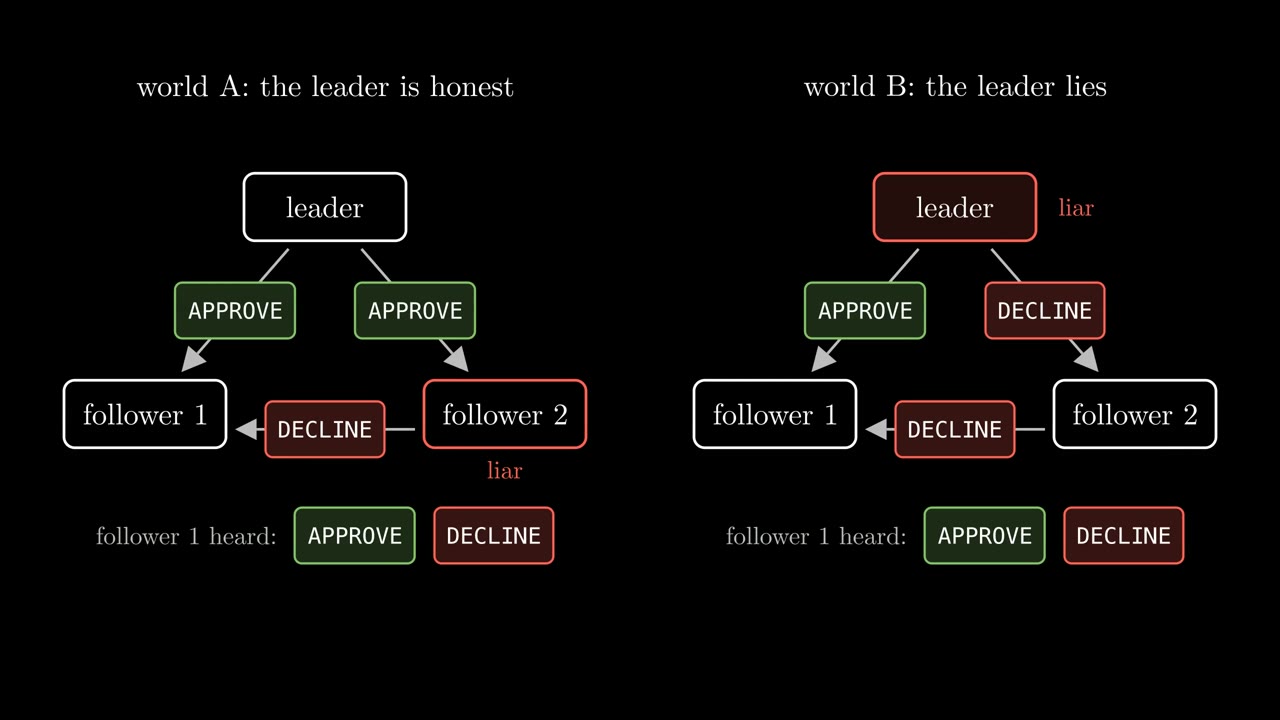 world A: the leader is honest
leader
APPROVE
APPROVE
follower 1
DECLINE
follower 2
liar
follower 1 heard:
APPROVE
DECLINE
world B: the leader lies
leader
liar
APPROVE
DECLINE
follower 1
DECLINE
follower 2
follower 1 heard:
APPROVE
DECLINE